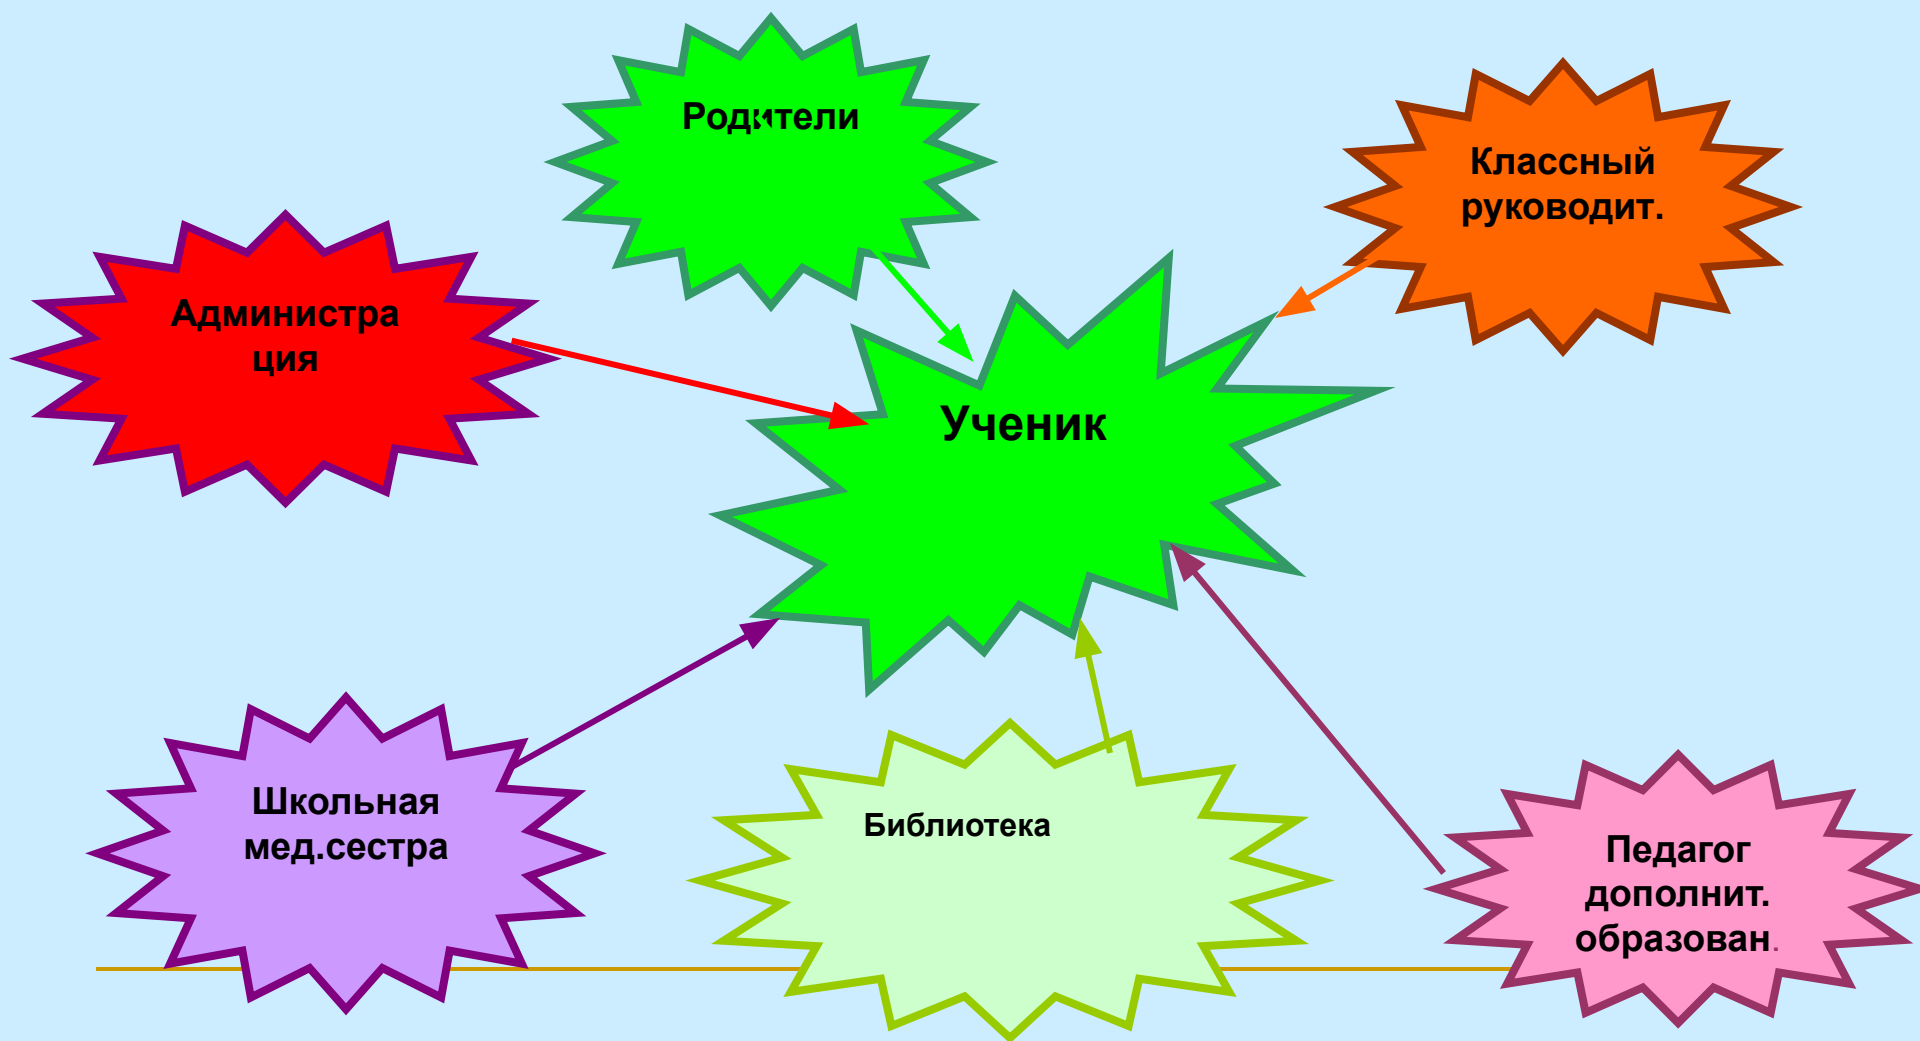 Родители
Классный
руководит.
Администра
ция
Ученик
Школьная
мед.сестра
Библиотека
Педагог
дополнит.
образован.